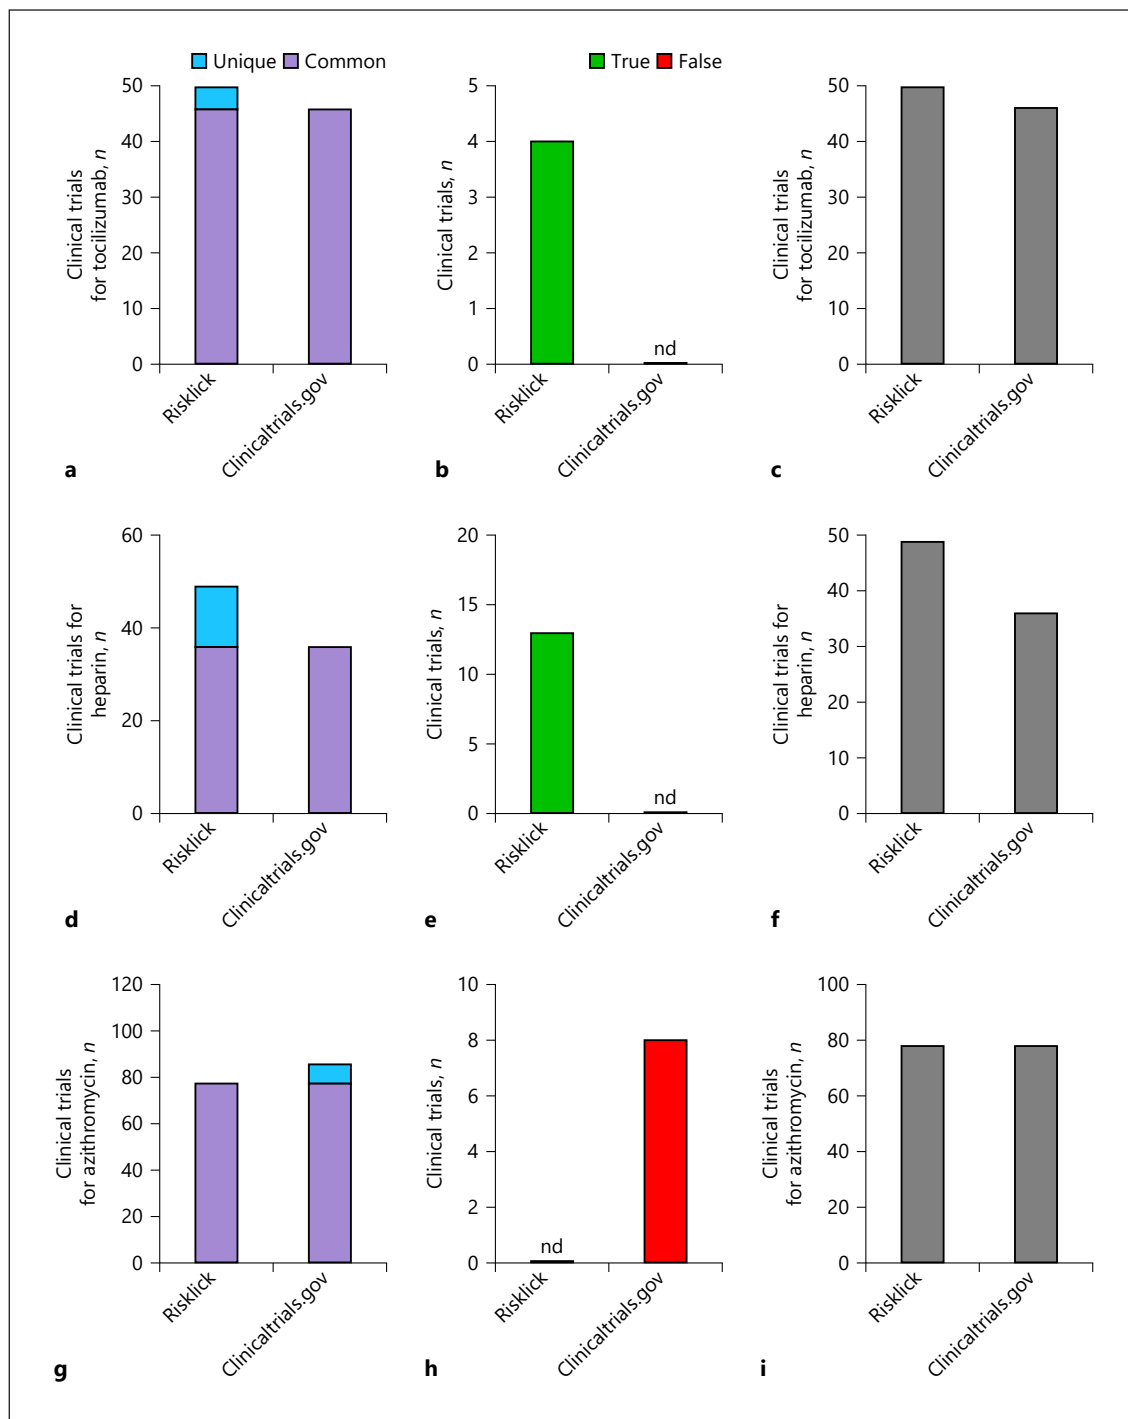 Unique Common
True False
Clinical trials
for tocilizumab, n
50
40
30
20
10
0
Risklick
Clinicaltrials.gov
a
Clinical trials, n
5
4
3
2
1
0
nd
Risklick
Clinicaltrials.gov
b
Clinical trials
for tocilizumab, n
50
40
30
20
10
0
Risklick
Clinicaltrials.gov
c
Clinical trials for
heparin, n
60
40
20
0
Risklick
Clinicaltrials.gov
d
Clinical trials, n
20
15
10
5
0
nd
Risklick
Clinicaltrials.gov
e
Clinical trials for
heparin, n
50
40
30
20
10
0
Risklick
Clinicaltrials.gov
f
Clinical trials
for azithromycin, n
120
100
80
60
40
20
0
Risklick
Clinicaltrials.gov
g
Clinical trials, n
10
8
6
4
2
0
nd
Risklick
Clinicaltrials.gov
h
Clinical trials
for azithromycin, n
100
80
60
40
20
0
Risklick
Clinicaltrials.gov
i